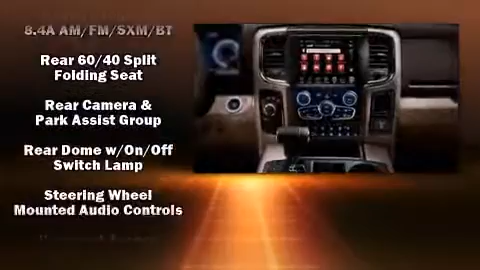 8.4A AM/FM/SXM/BT
Rear 60/40 Split
Folding Seat
Rear Camera &
Park Assist Group
Rear Dome w/On/Off
Switch Lamp
Steering Wheel
Mounted Audio Controls